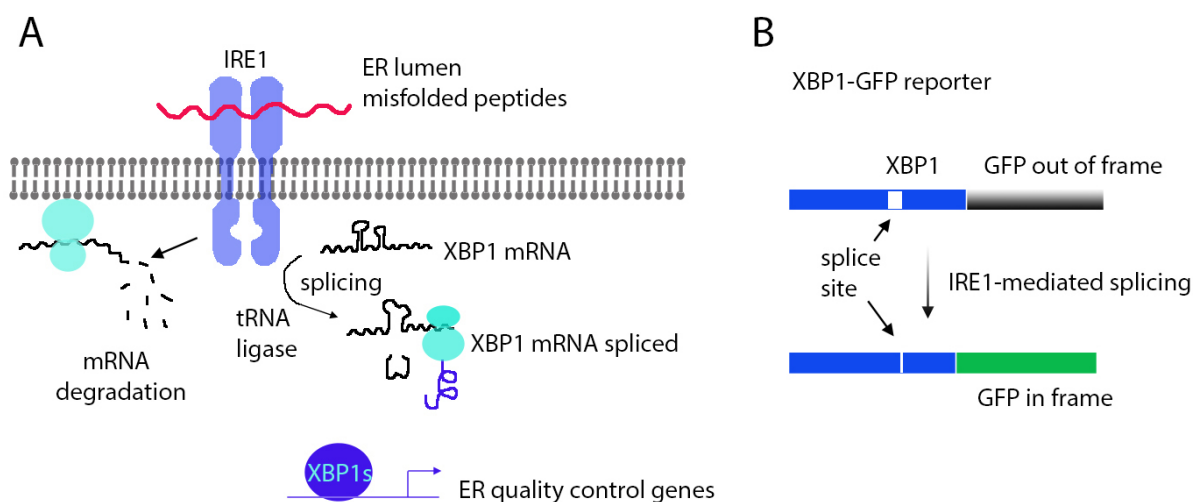 A
IRE1
ER lumen
misfolded peptides
XBP1 mRNA
splicing
tRNA
ligase
XBP1 mRNA spliced
mRNA
degradation
XBP1s
ER quality control genes
B
XBP1-GFP reporter
XBP1
GFP out of frame
splice
site
IRE1-mediated splicing
GFP in frame